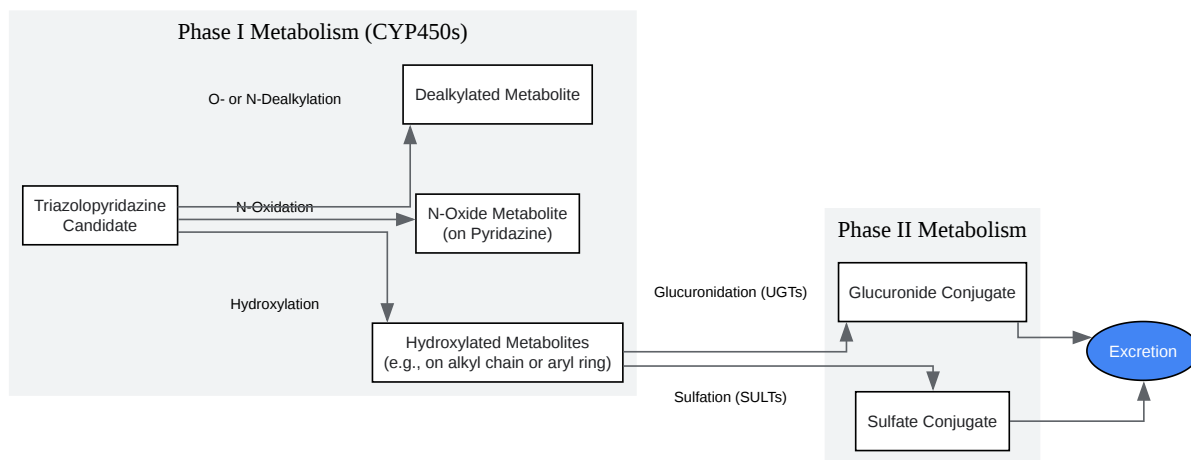 Phase I Metabolism (CYP450s)
O- or N-Dealkylation
Dealkylated Metabolite
Triazolopyridazine
Candidate
N-Oxidation
N-Oxide Metabolite
(on Pyridazine)
Hydroxylation
Hydroxylated Metabolites
(e.g., on alkyl chain or aryl ring)
Glucuronidation (UGTs)
Sulfation (SULTs)
Phase II Metabolism
Glucuronide Conjugate
Sulfate Conjugate
Excretion